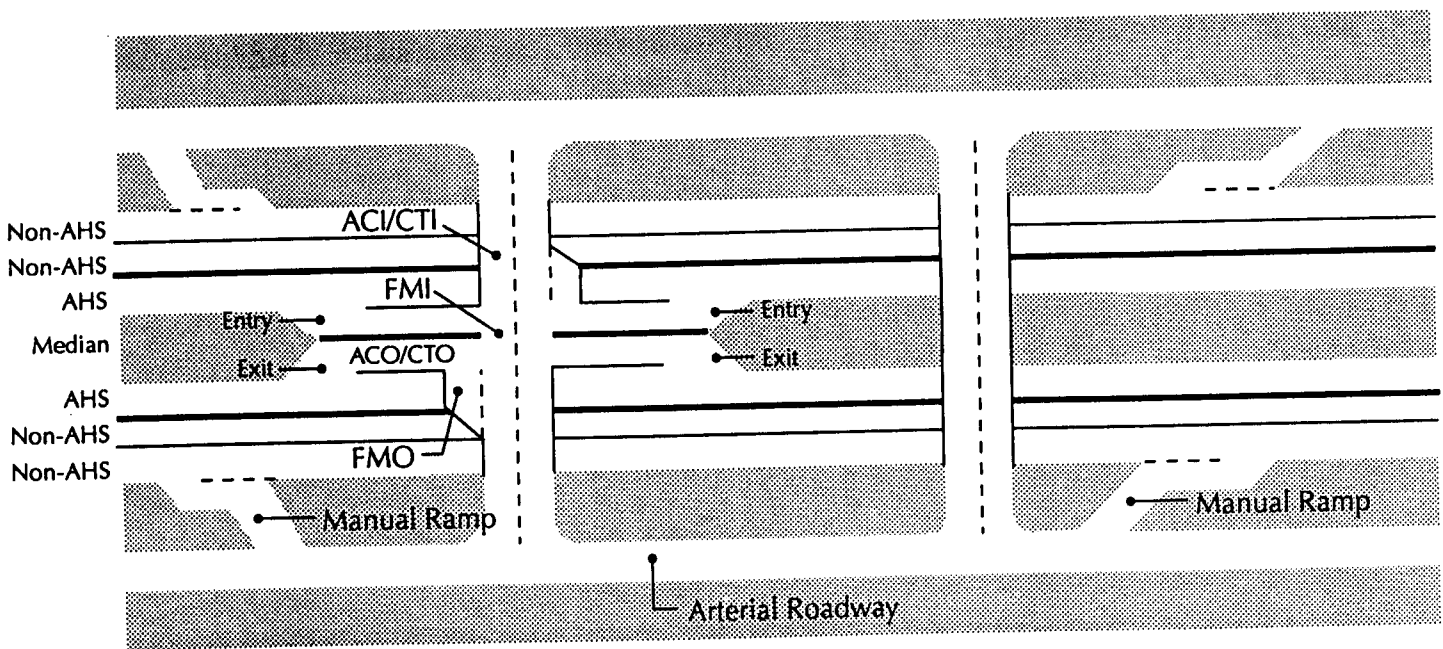 Non-AHS
ACI/CTI
Non-AHS
AHS
FMI
Entry
Entry
Median
ACO/CTO
Exit
Exit
AHS
Non-AHS
FMO
Non-AHS
Manual Ramp
Manual Ramp
Arterial Roadway